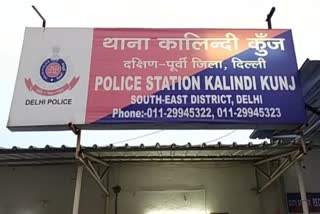 थाना कालिन्दी कुँज
दक्षिण-पूर्वी जिला, दिल्ली
POLICE STATION KALINDI KUNJ
SOUTH-EAST DISTRICT, DELHI
Phone:-011-29945322, 011-29945323
DELHI POLICE